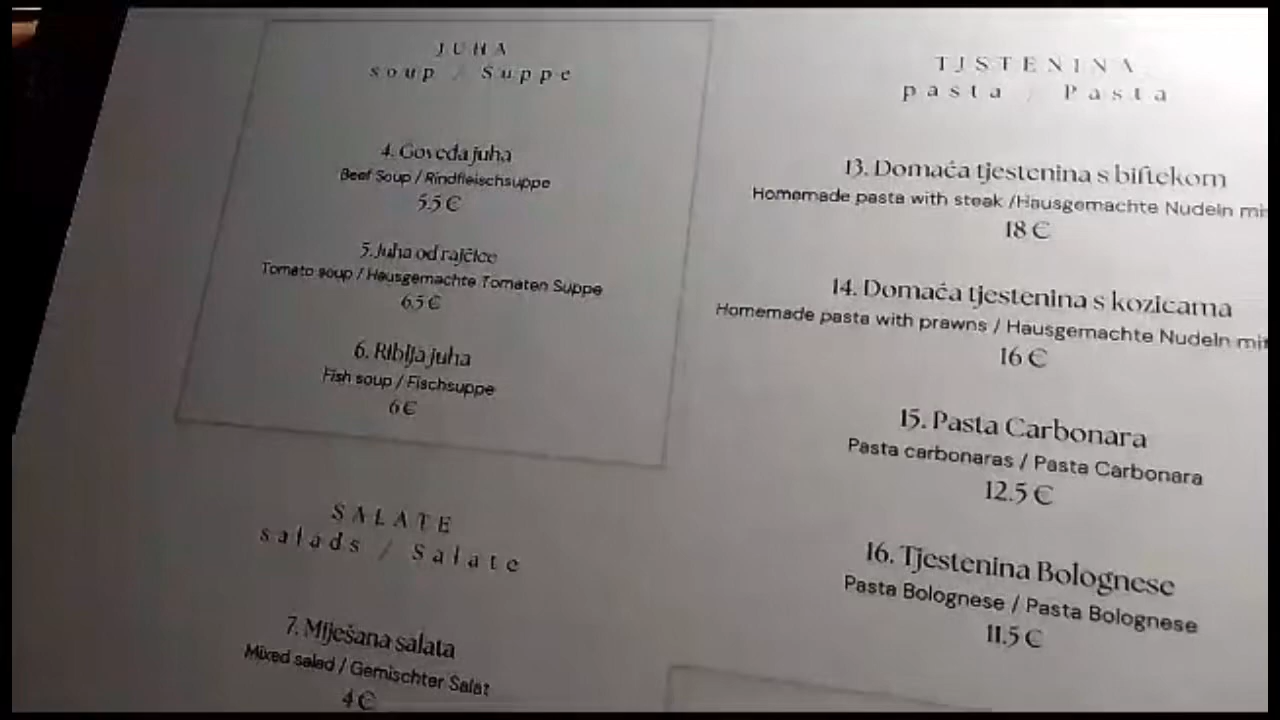 JUHA
soup / Suppe
4. Goveđa juha
Beef Soup / Rindfleischsuppe
5.5 €
5. Juha od rajčice
Tomato soup / Hausgemachte Tomaten Suppe
6.5 €
6. Riblja juha
Fish soup / Fischsuppe
6 €
SALATE
salads / Salate
7. Miješana salata
Mixed salad / Gemischter Salat
4 €
TJSTENINA
pasta / Pasta
13. Domaća tjestenina s biftekom
Homemade pasta with steak /Hausgemachte Nudeln mi
18 €
14. Domaća tjestenina s kozicama
Homemade pasta with prawns / Hausgemachte Nudeln mit
16 €
15. Pasta Carbonara
Pasta carbonaras / Pasta Carbonara
12.5 €
16. Tjestenina Bolognese
Pasta Bolognese / Pasta Bolognese
11.5 €